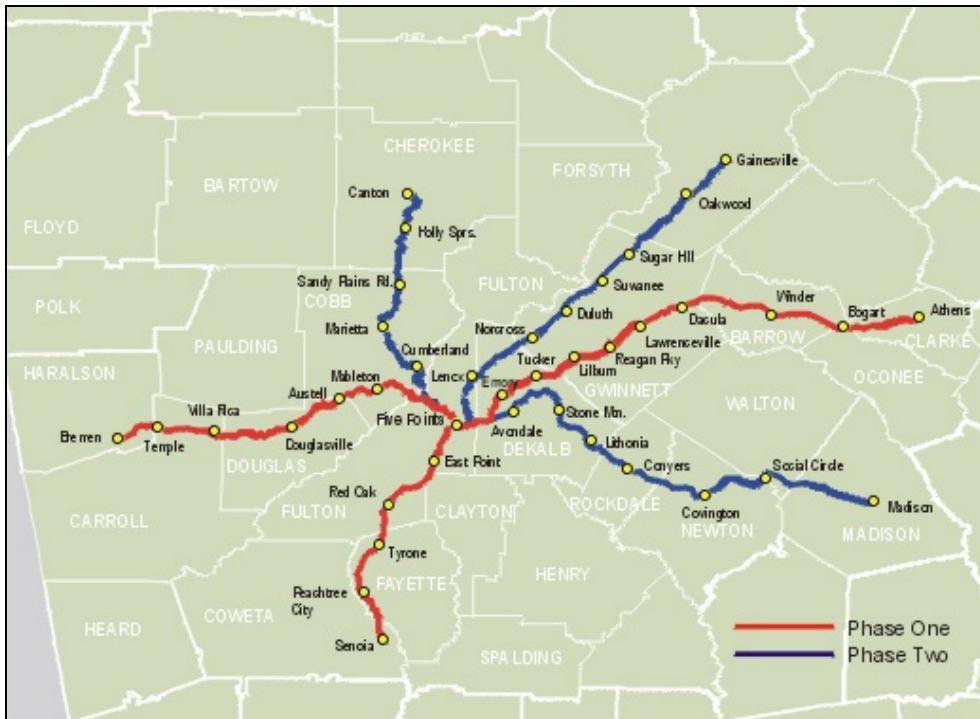 CHEROKEE
FORSYTH
Gainesville
BARTOW
Canton
Oakwood
FLOYD
Holly Sprs.
Sugar Hill
FULTON
Sandy Plains Rd.
Suwanee
COBB
POLK
Duluth
Winder
Marietta
Norcross
Dacula
Bogart
Athens
PAULDING
BARROW
CLARKE
Cumberland
Tucker
Lawrenceville
HARALSON
Mableton
Lenox
Lilburn
Reagan Pky
OCONEE
Austell
Emory
GWINNETT
WALTON
Villa Rica
Five Points
Stone Mtn.
Bremen
Temple
Douglasville
Avondale
DEKALB
Lithonia
DOUGLAS
East Point
Conyers
Social Circle
Red Oak
ROCKDALE
CARROLL
FULTON
CLAYTON
Covington
Madison
NEWTON
MADISON
Tyrone
HENRY
Peachtree
City
FAYETTE
COWETA
HEARD
Senoia
SPALDING
Phase One
Phase Two